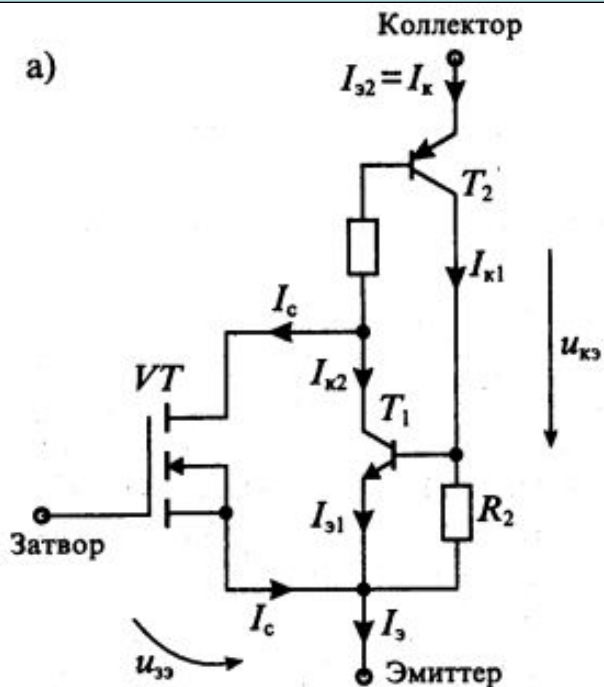 Коллектор
а)
Iэ2 = Iк
T2
Iк1
Iс
uкэ
VT
Iк2
T1
Iэ1
R2
Затвор
Iс
Iэ
uзэ
Эмиттер